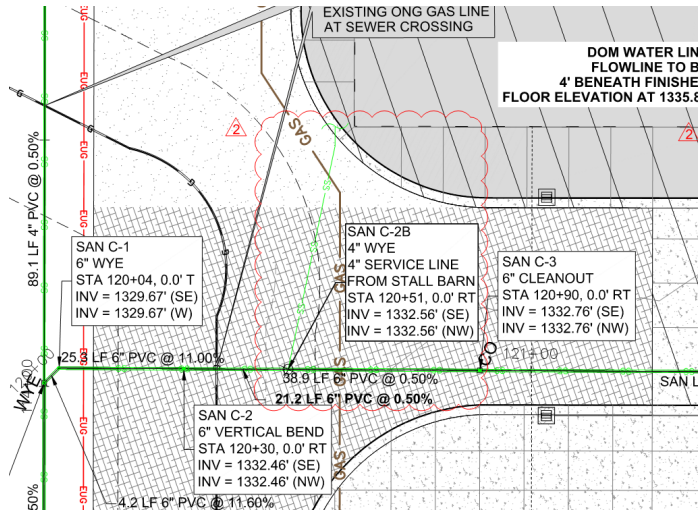 EXISTING ONG GAS LINE
AT SEWER CROSSING
DOM WATER LIN
FLOWLINE TO B
4' BENEATH FINISHE
FLOOR ELEVATION AT 1335.8
2
2
GAS
G
G
G
G
G
EUG
EUG
EUG
EUG
SS
SS
89.1 LF 4" PVC @ 0.50%
SAN C-1
6" WYE
STA 120+04, 0.0' T
INV = 1329.67' (SE)
INV = 1329.67' (W)
SAN C-2B
4" WYE
4" SERVICE LINE
FROM STALL BARN
STA 120+51, 0.0' RT
INV = 1332.56' (SE)
INV = 1332.56' (NW)
SAN C-3
6" CLEANOUT
STA 120+90, 0.0' RT
INV = 1332.76' (SE)
INV = 1332.76' (NW)
GAS
GAS
CO
121+00
LF 6" PVC @ 11.00%
38.9 LF 6" PVC @ 0.50%
21.2 LF 6" PVC @ 0.50%
WYE
SAN L
SAN C-2
6" VERTICAL BEND
STA 120+30, 0.0' RT
INV = 1332.46' (SE)
INV = 1332.46' (NW)
GAS
4.2 LF 6" PVC @ 11.60%
50%